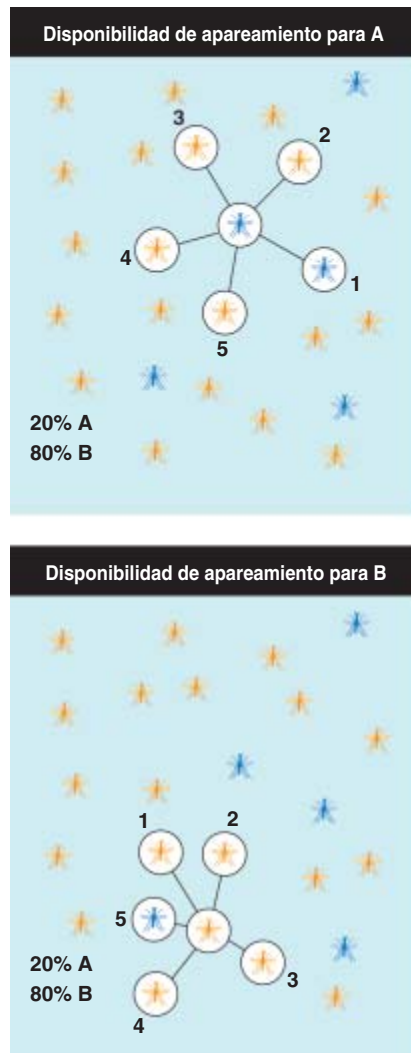 Disponibilidad de apareamiento para A
3
2
4
1
5
20% A
80% B
Disponibilidad de apareamiento para B
1
2
5
20% A
3
80% B
4